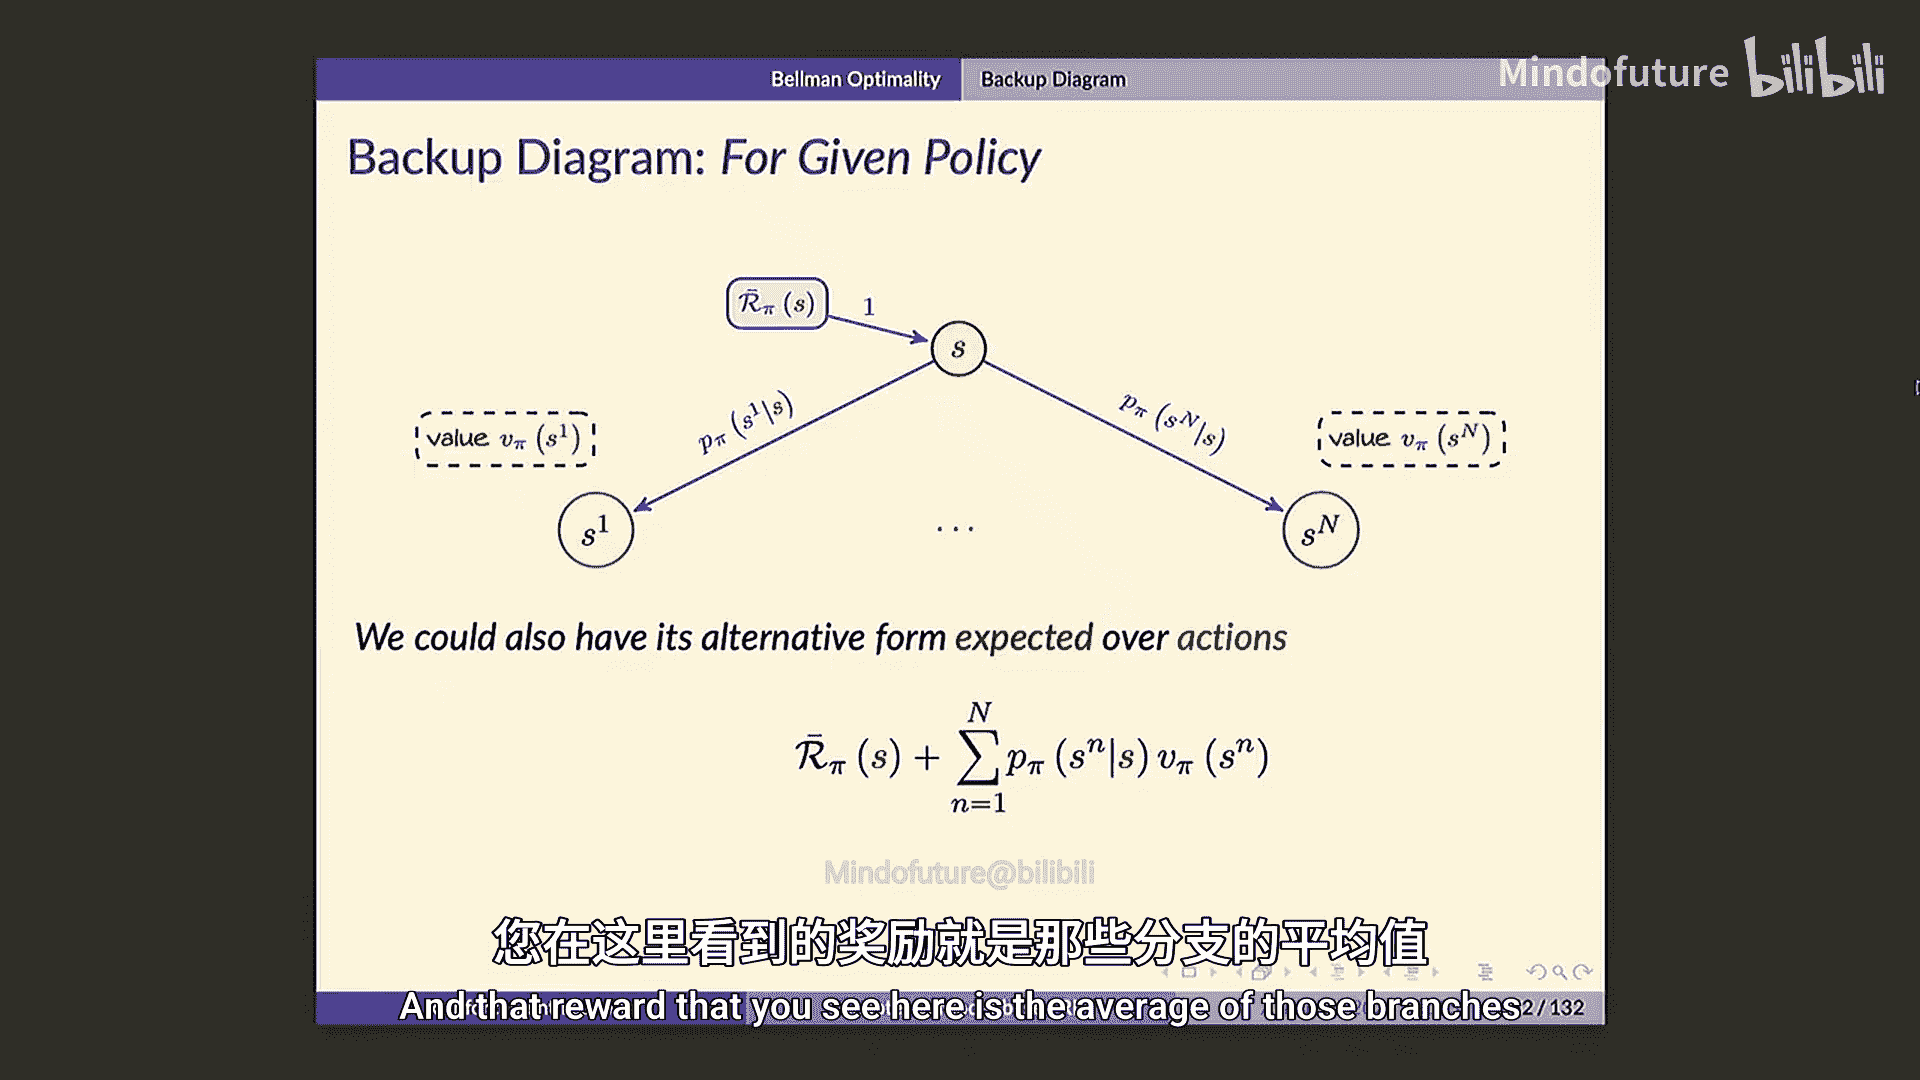 Bellman Optimality Backup Diagram
Mindofuture bilibili
Backup Diagram: For Given Policy
R̄π (s)
1
s
pπ (s¹|s)
pπ (sᴺ|s)
value vπ (s¹)
value vπ (sᴺ)
s¹
...
sᴺ
We could also have its alternative form expected over actions
R̄π (s) + ∑ₙ₌₁ᴺ pπ (sⁿ|s) vπ (sⁿ)
Mindofuture@bilibili
您在这里看到的奖励就是那些分支的平均值
And that reward that you see here is the average of those branches
2/132